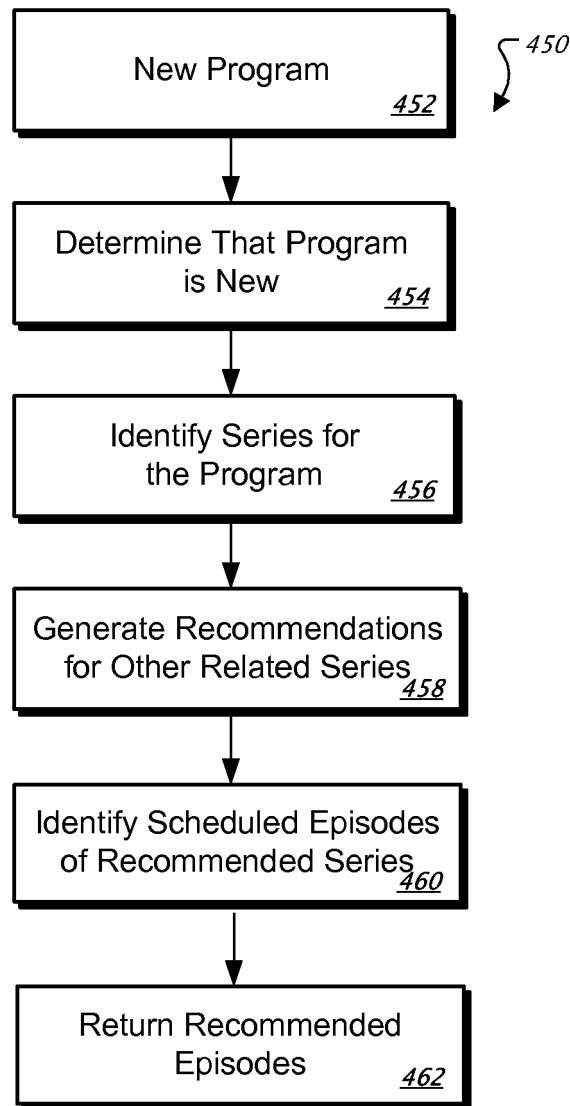 New Program
452
450
Determine That Program
is New
454
Identify Series for
the Program
456
Generate Recommendations
for Other Related Series
458
Identify Scheduled Episodes
of Recommended Series
460
Return Recommended
Episodes
462